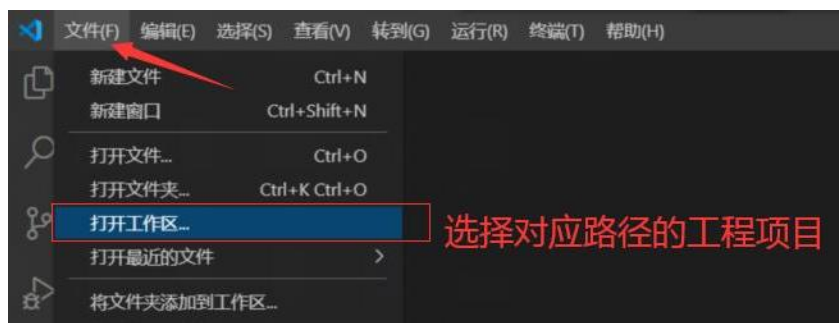 文件(F) 编辑(E) 选择(S) 查看(V) 转到(G) 运行(R) 终端(T) 帮助(H)
新建文件 Ctrl+N
新建窗口 Ctrl+Shift+N
打开文件... Ctrl+O
打开文件夹... Ctrl+K Ctrl+O
打开工作区...
选择对应路径的工程项目
打开最近的文件 >
将文件夹添加到工作区...